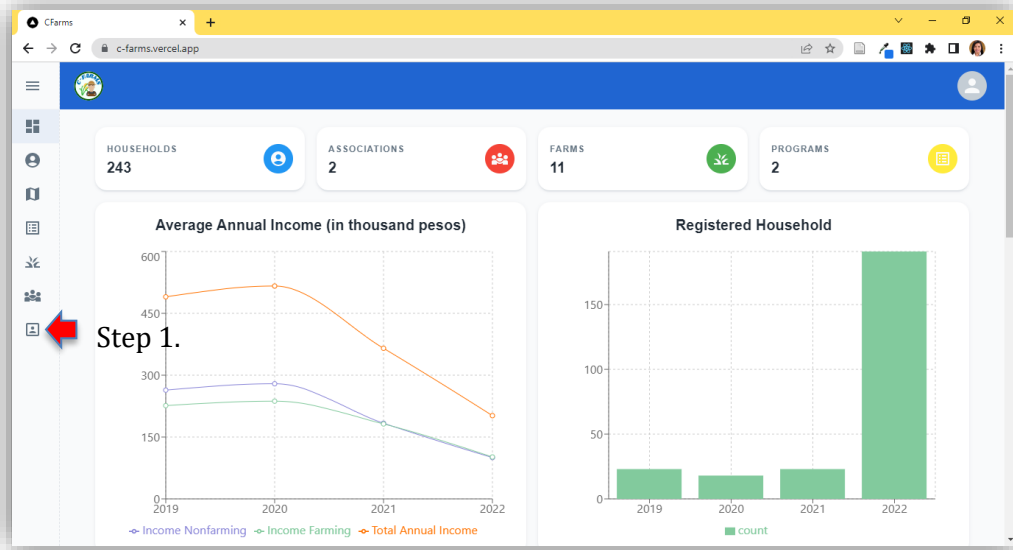 CFarms
c-farms.vercel.app
C-FARMS
HOUSEHOLDS
243
ASSOCIATIONS
2
FARMS
11
PROGRAMS
2
Average Annual Income (in thousand pesos)
600
450
300
150
0
2019 2020 2021 2022
Income Nonfarming Income Farming Total Annual Income
Registered Household
150
100
50
0
2019 2020 2021 2022
count
Step 1.